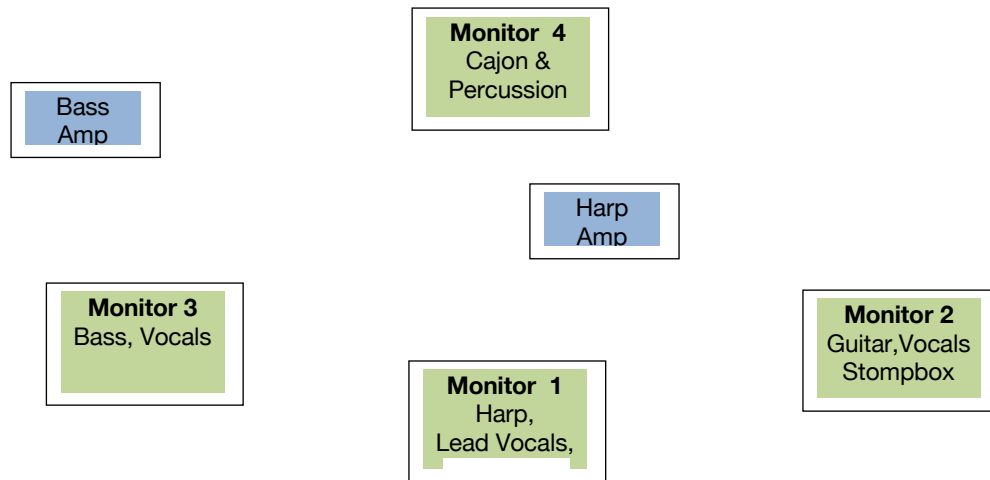 Monitor 4
Cajon &
Percussion
Bass
Amp
Harp
Amp
Monitor 3
Bass, Vocals
Monitor 2
Guitar,Vocals
Stompbox
Monitor 1
Harp,
Lead Vocals,